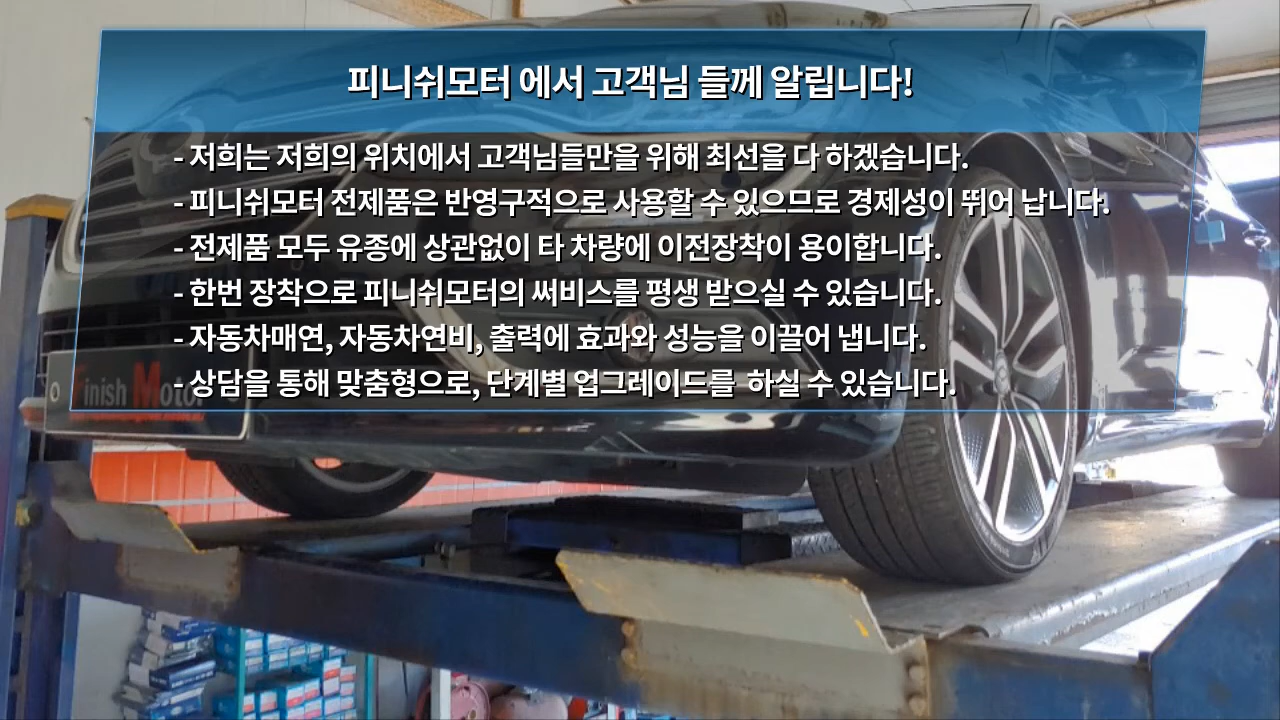 피니쉬모터 에서 고객님 들께 알립니다!
- 저희는 저희의 위치에서 고객님들만을 위해 최선을 다 하겠습니다.
- 피니쉬모터 전제품은 반영구적으로 사용할 수 있으므로 경제성이 뛰어 납니다.
- 전제품 모두 유종에 상관없이 타 차량에 이전장착이 용이합니다.
- 한번 장착으로 피니쉬모터의 써비스를 평생 받으실 수 있습니다.
- 자동차매연, 자동차연비, 출력에 효과와 성능을 이끌어 냅니다.
- 상담을 통해 맞춤형으로, 단계별 업그레이드를 하실 수 있습니다.
Finish Motor